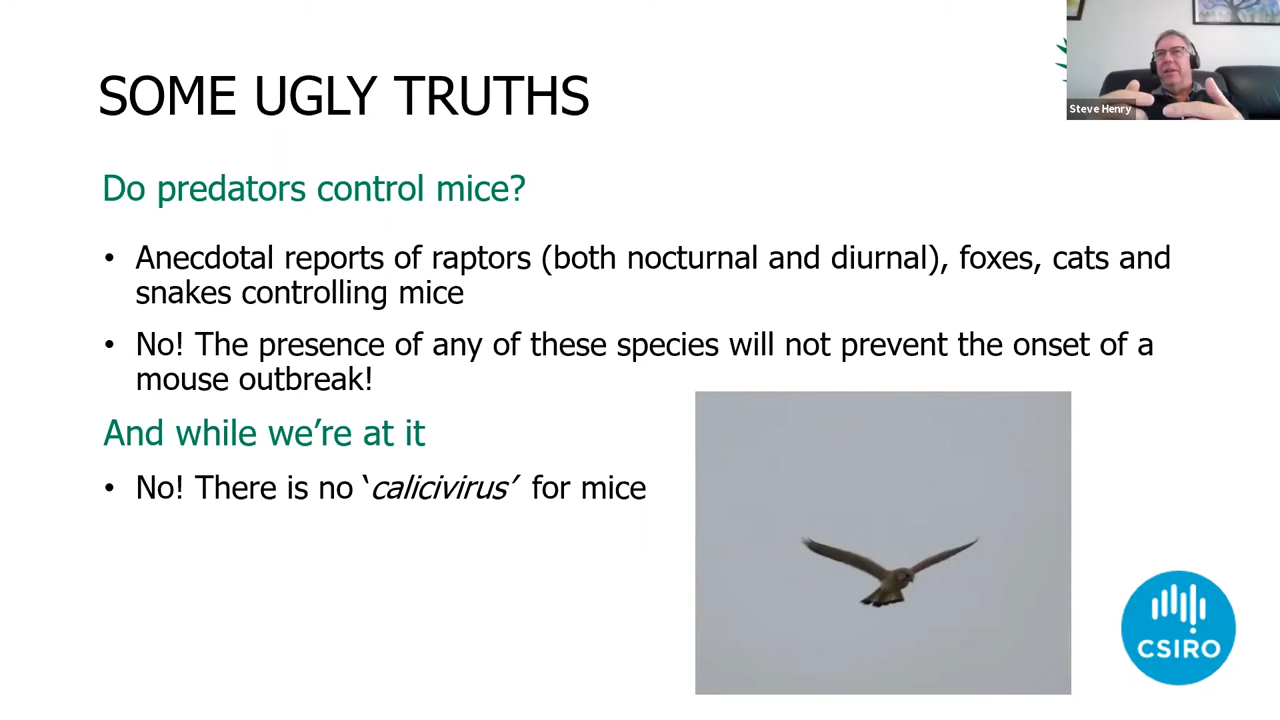 SOME UGLY TRUTHS
Steve Henry
Do predators control mice?
• Anecdotal reports of raptors (both nocturnal and diurnal), foxes, cats and
snakes controlling mice
• No! The presence of any of these species will not prevent the onset of a
mouse outbreak!
And while we’re at it
• No! There is no ‘calicivirus’ for mice
CSIRO